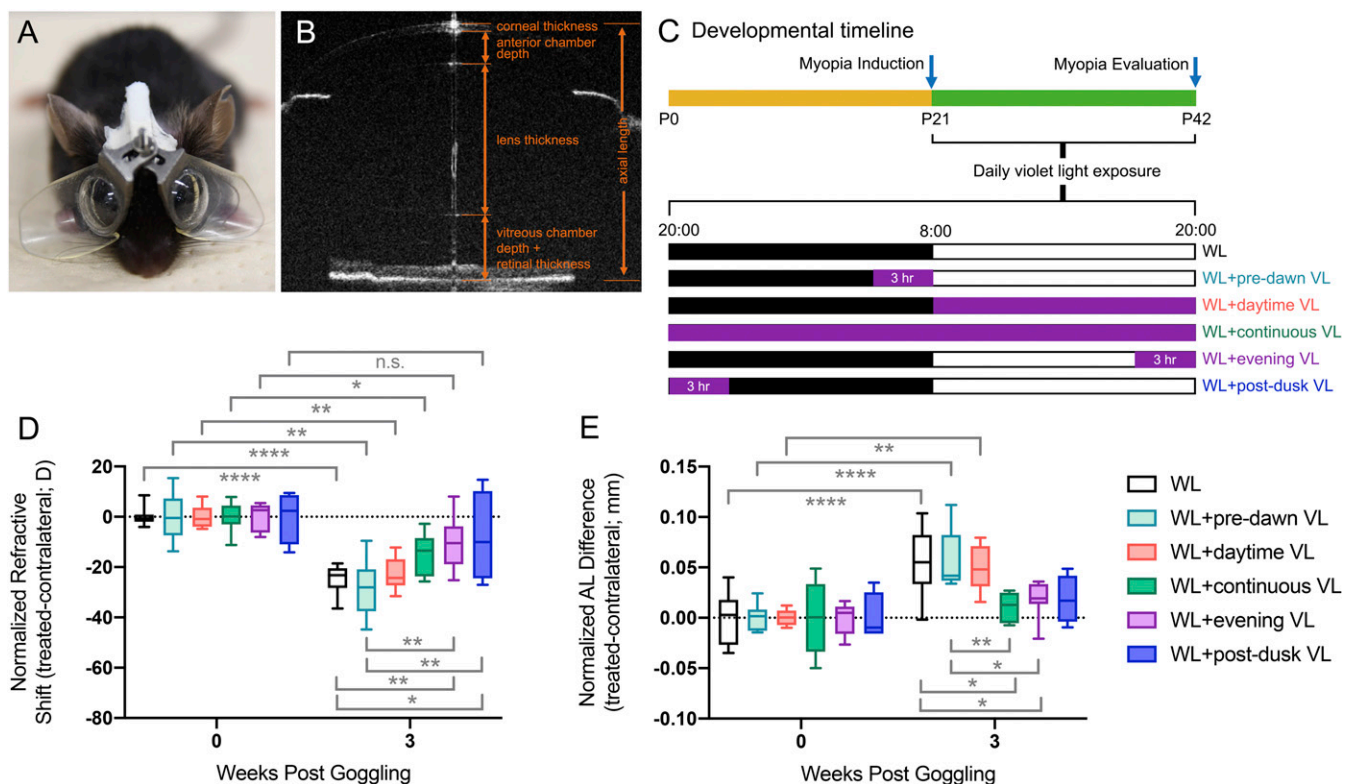 A
B
corneal thickness
anterior chamber
depth
lens thickness
axial length
vitreous chamber
depth +
retinal thickness
C Developmental timeline
Myopia Induction
Myopia Evaluation
P0
P21
P42
Daily violet light exposure
20:00
8:00
20:00
WL
3 hr
WL+pre-dawn VL
WL+daytime VL
WL+continuous VL
3 hr
WL+evening VL
3 hr
WL+post-dusk VL
D
n.s.
*
**
**
****
****
Normalized Refractive
Shift (treated-contralateral; D)
20
0
-20
-40
-60
-80
**
**
**
*
0
3
Weeks Post Goggling
E
**
****
****
Normalized AL Difference
(treated-contralateral; mm)
0.15
0.10
0.05
0.00
-0.05
-0.10
**
*
*
*
0
3
Weeks Post Goggling
WL
WL+pre-dawn VL
WL+daytime VL
WL+continuous VL
WL+evening VL
WL+post-dusk VL